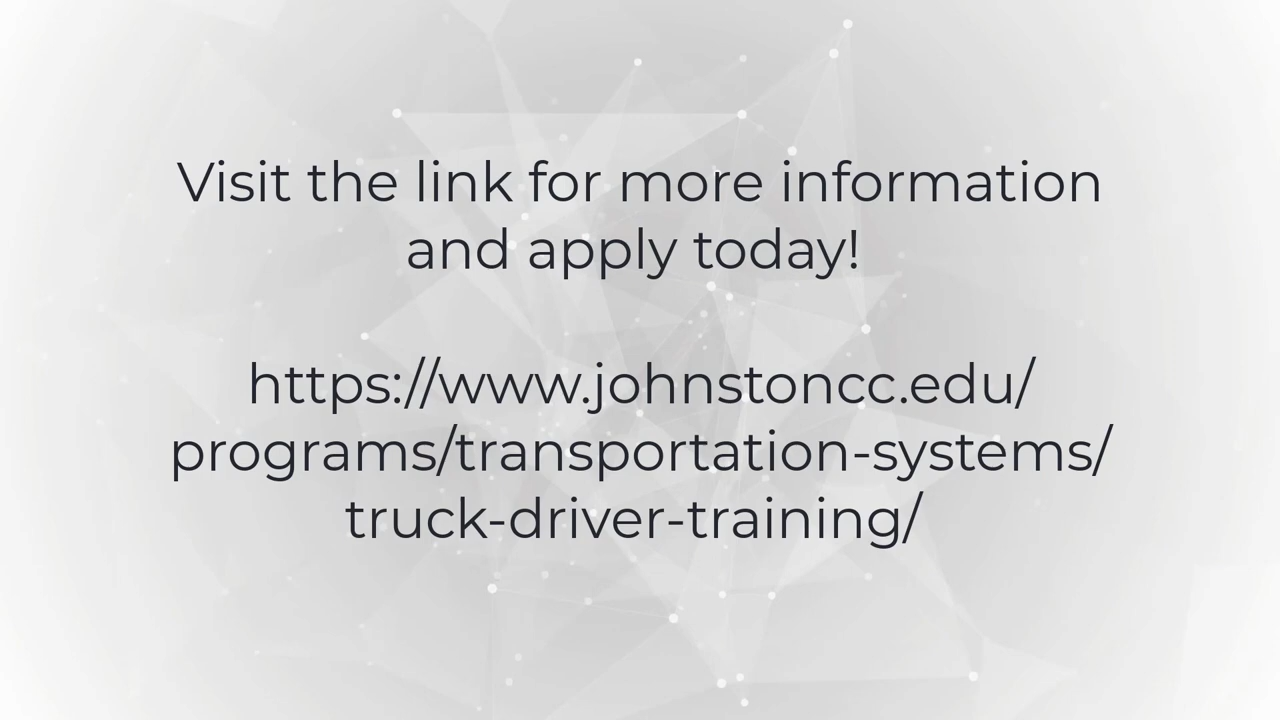 Visit the link for more information
and apply today!
https://www.johnstoncc.edu/
programs/transportation-systems/
truck-driver-training/